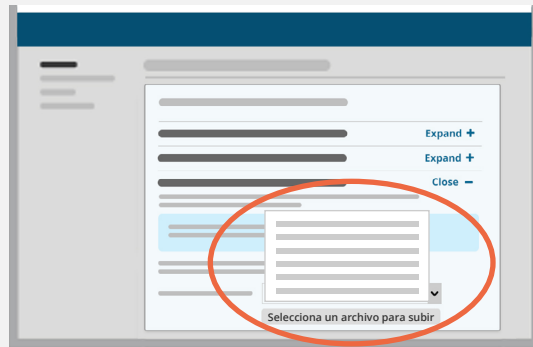 Expand +
Expand +
Close −
Selecciona un archivo para subir